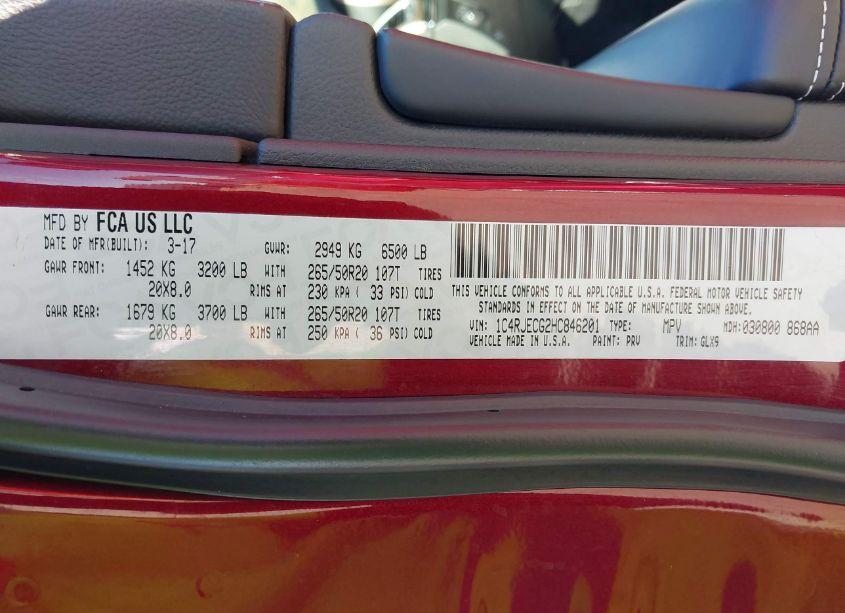 MFD BY FCA US LLC
DATE OF MFR(BUILT): 3-17 GVWR: 2949 KG 6500 LB
GAWR FRONT: 1452 KG 3200 LB WITH 265/50R20 107T TIRES
20X8.0 RIMS AT 230 KPA ( 33 PSI) COLD
GAWR REAR: 1679 KG 3700 LB WITH 265/50R20 107T TIRES
20X8.0 RIMS AT 250 KPA ( 36 PSI) COLD
THIS VEHICLE CONFORMS TO ALL APPLICABLE U.S.A. FEDERAL MOTOR VEHICLE SAFETY
STANDARDS IN EFFECT ON THE DATE OF MANUFACTURE SHOWN ABOVE.
VIN: 1C4RJECG2HC846201 TYPE: MPV MDH: 030800 868AA
VEHICLE MADE IN U.S.A. PAINT: PRV TRIM: GLX9